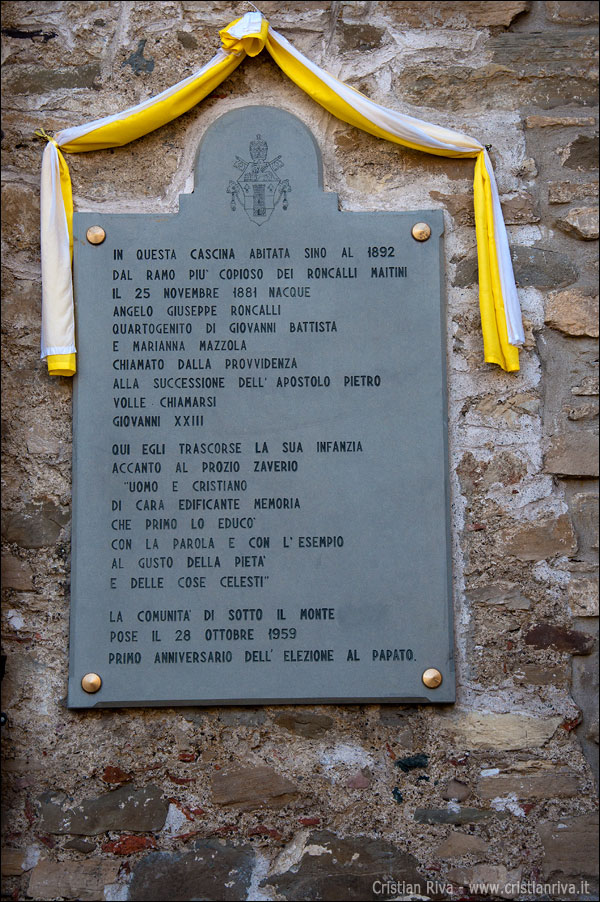 IN QUESTA CASCINA ABITATA SINO AL 1892
DAL RAMO PIU' COPIOSO DEI RONCALLI MAITINI
IL 25 NOVEMBRE 1881 NACQUE
ANGELO GIUSEPPE RONCALLI
QUARTOGENITO DI GIOVANNI BATTISTA
E MARIANNA MAZZOLA
CHIAMATO DALLA PROVVIDENZA
ALLA SUCCESSIONE DELL' APOSTOLO PIETRO
VOLLE CHIAMARSI
GIOVANNI XXIII
QUI EGLI TRASCORSE LA SUA INFANZIA
ACCANTO AL PROZIO ZAVERIO
"UOMO E CRISTIANO
DI CARA EDIFICANTE MEMORIA
CHE PRIMO LO EDUCO'
CON LA PAROLA E CON L' ESEMPIO
AL GUSTO DELLA PIETA'
E DELLE COSE CELESTI"
LA COMUNITA' DI SOTTO IL MONTE
POSE IL 28 OTTOBRE 1959
PRIMO ANNIVERSARIO DELL' ELEZIONE AL PAPATO.
Cristian Riva - www.cristianriva.it